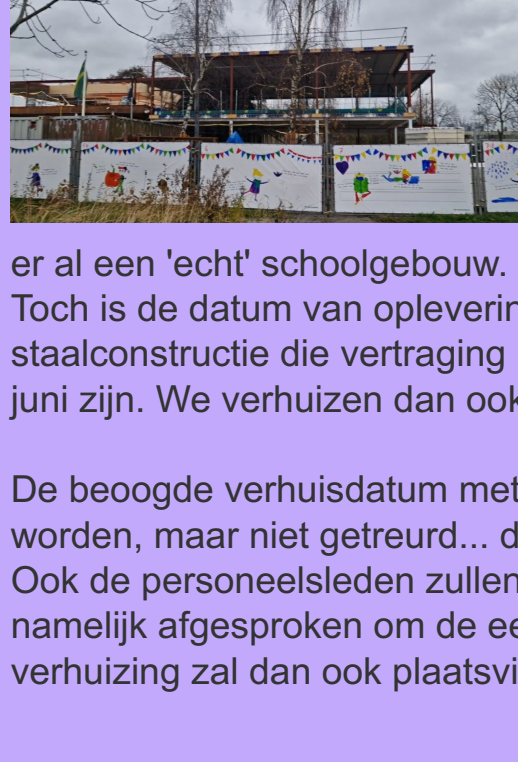 er al een 'echt' schoolgebouw.
Toch is de datum van opleverin
staalconstructie die vertraging
juni zijn. We verhuizen dan ook
De beoogde verhuisdatum met
worden, maar niet getreurd... d
Ook de personeelsleden zullen
namelijk afgesproken om de ee
verhuizing zal dan ook plaatsvi